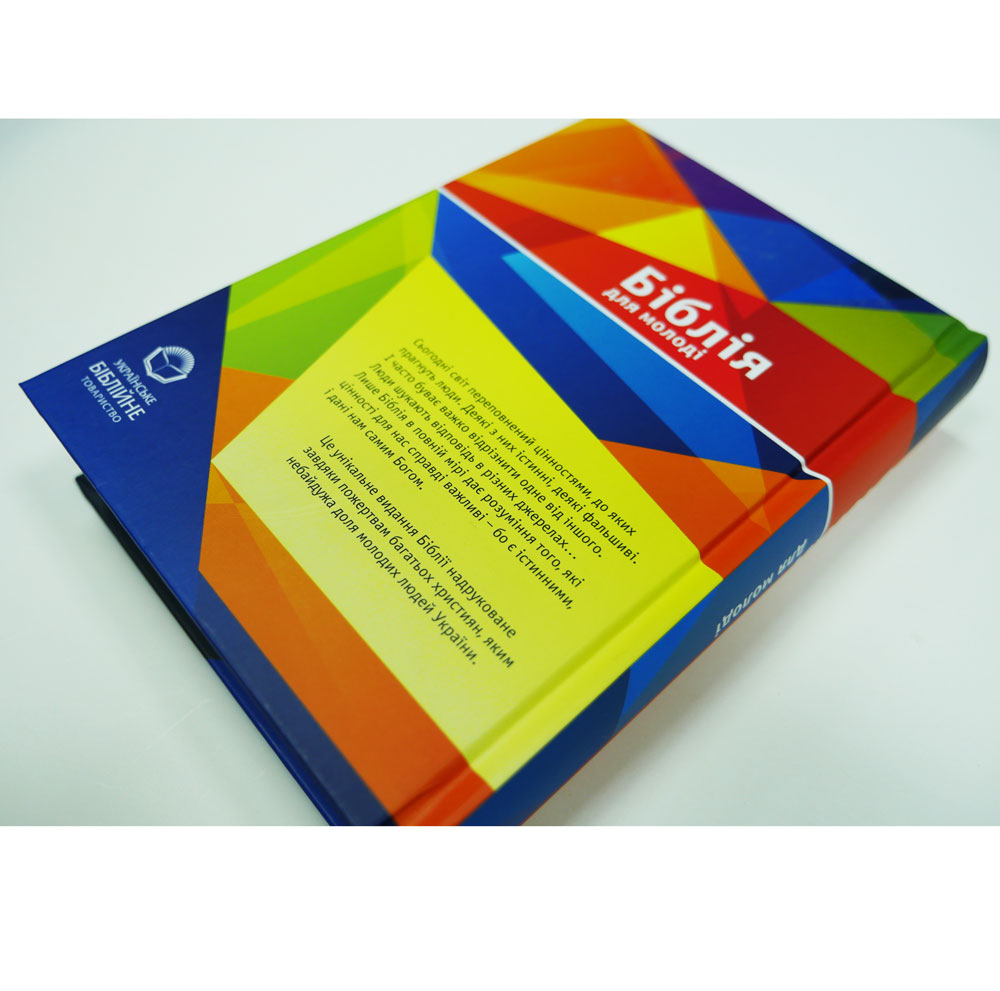 Біблія
для молоді
Сьогодні світ переповнений цінностями, до яких
прагнуть люди. Деякі з них істинні, деякі фальшиві.
І часто буває важко відрізнити одне від іншого.
Люди шукають відповідь в різних джерелах...
Лише Біблія в повній мірі дає розуміння того, які
цінності для нас справді важливі – бо є істинними,
і дані нам самим Богом.
Це унікальне видання Біблії надруковане
завдяки пожертвам багатьох християн, яким
небайдужа доля молодих людей України.
УКРАЇНСЬКЕ
БІБЛІЙНЕ
ТОВАРИСТВО
для молоді